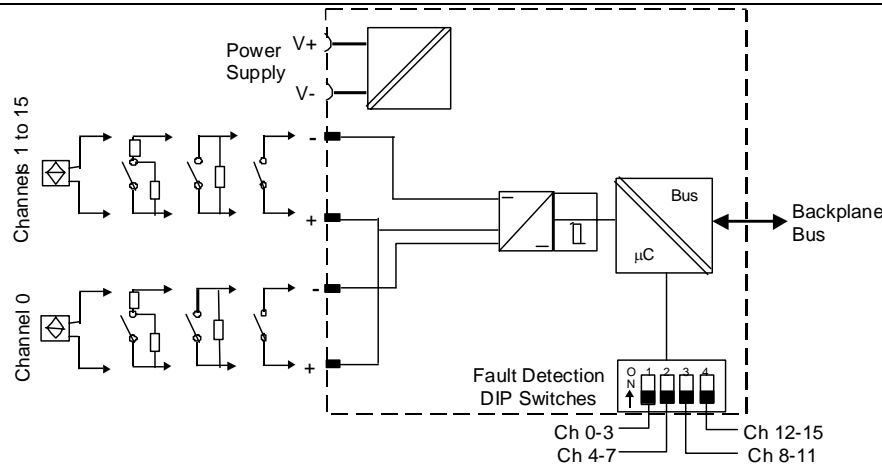 Power
Supply
V+
V-
Channels 1 to 15
-
+
Channel 0
-
+
Bus
µC
Backplane
Bus
Fault Detection
DIP Switches
ON
1 2 3 4
Ch 0-3
Ch 4-7
Ch 12-15
Ch 8-11